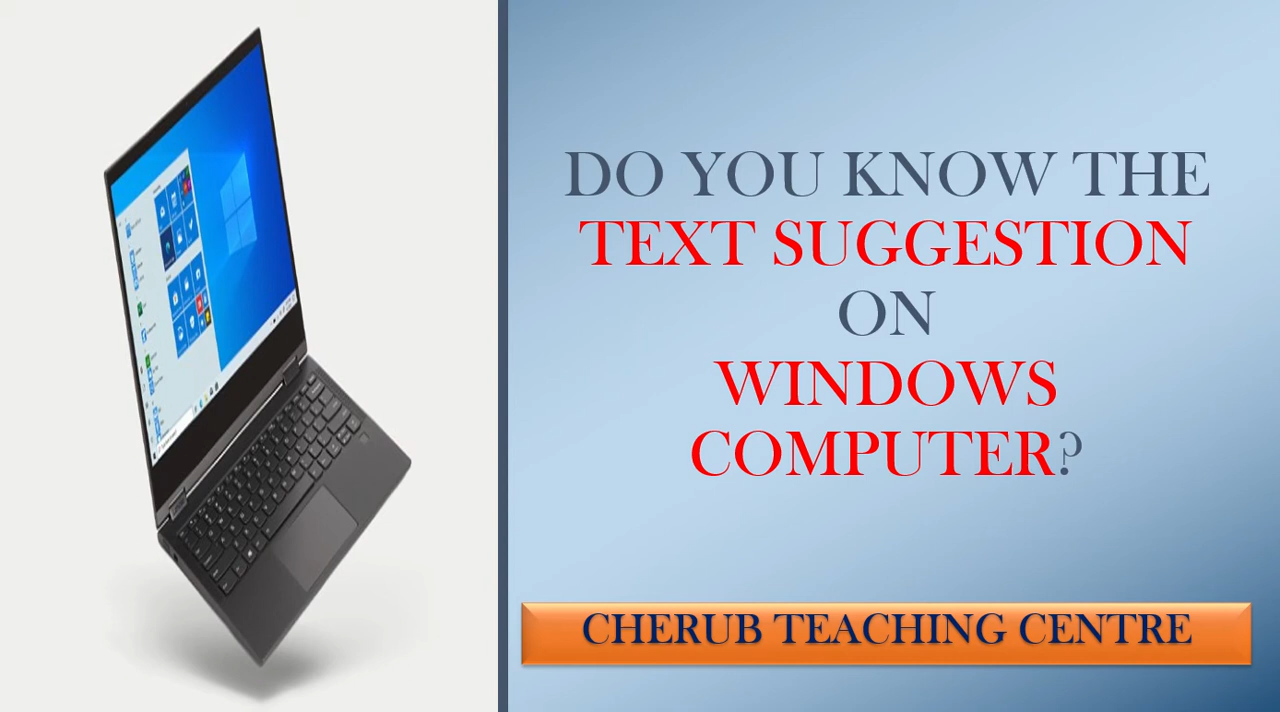 DO YOU KNOW THE
TEXT SUGGESTION
ON
WINDOWS
COMPUTER?
CHERUB TEACHING CENTRE